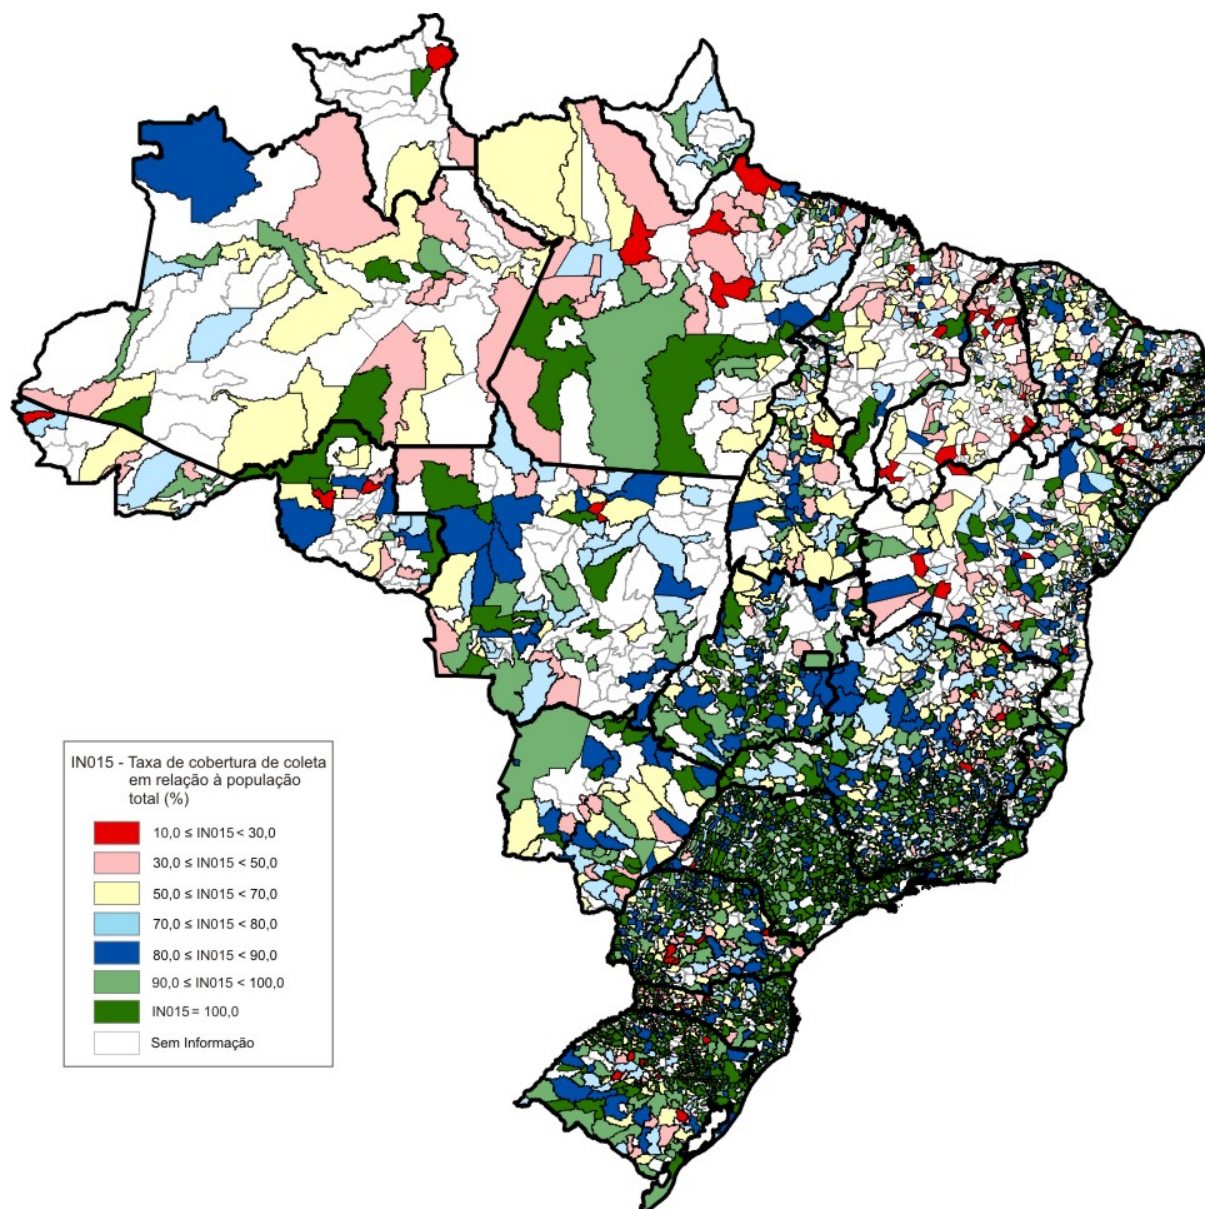 IN015 - Taxa de cobertura de coleta
em relação à população
total (%)
10,0 ≤ IN015 < 30,0
30,0 ≤ IN015 < 50,0
50,0 ≤ IN015 < 70,0
70,0 ≤ IN015 < 80,0
80,0 ≤ IN015 < 90,0
90,0 ≤ IN015 < 100,0
IN015 = 100,0
Sem Informação